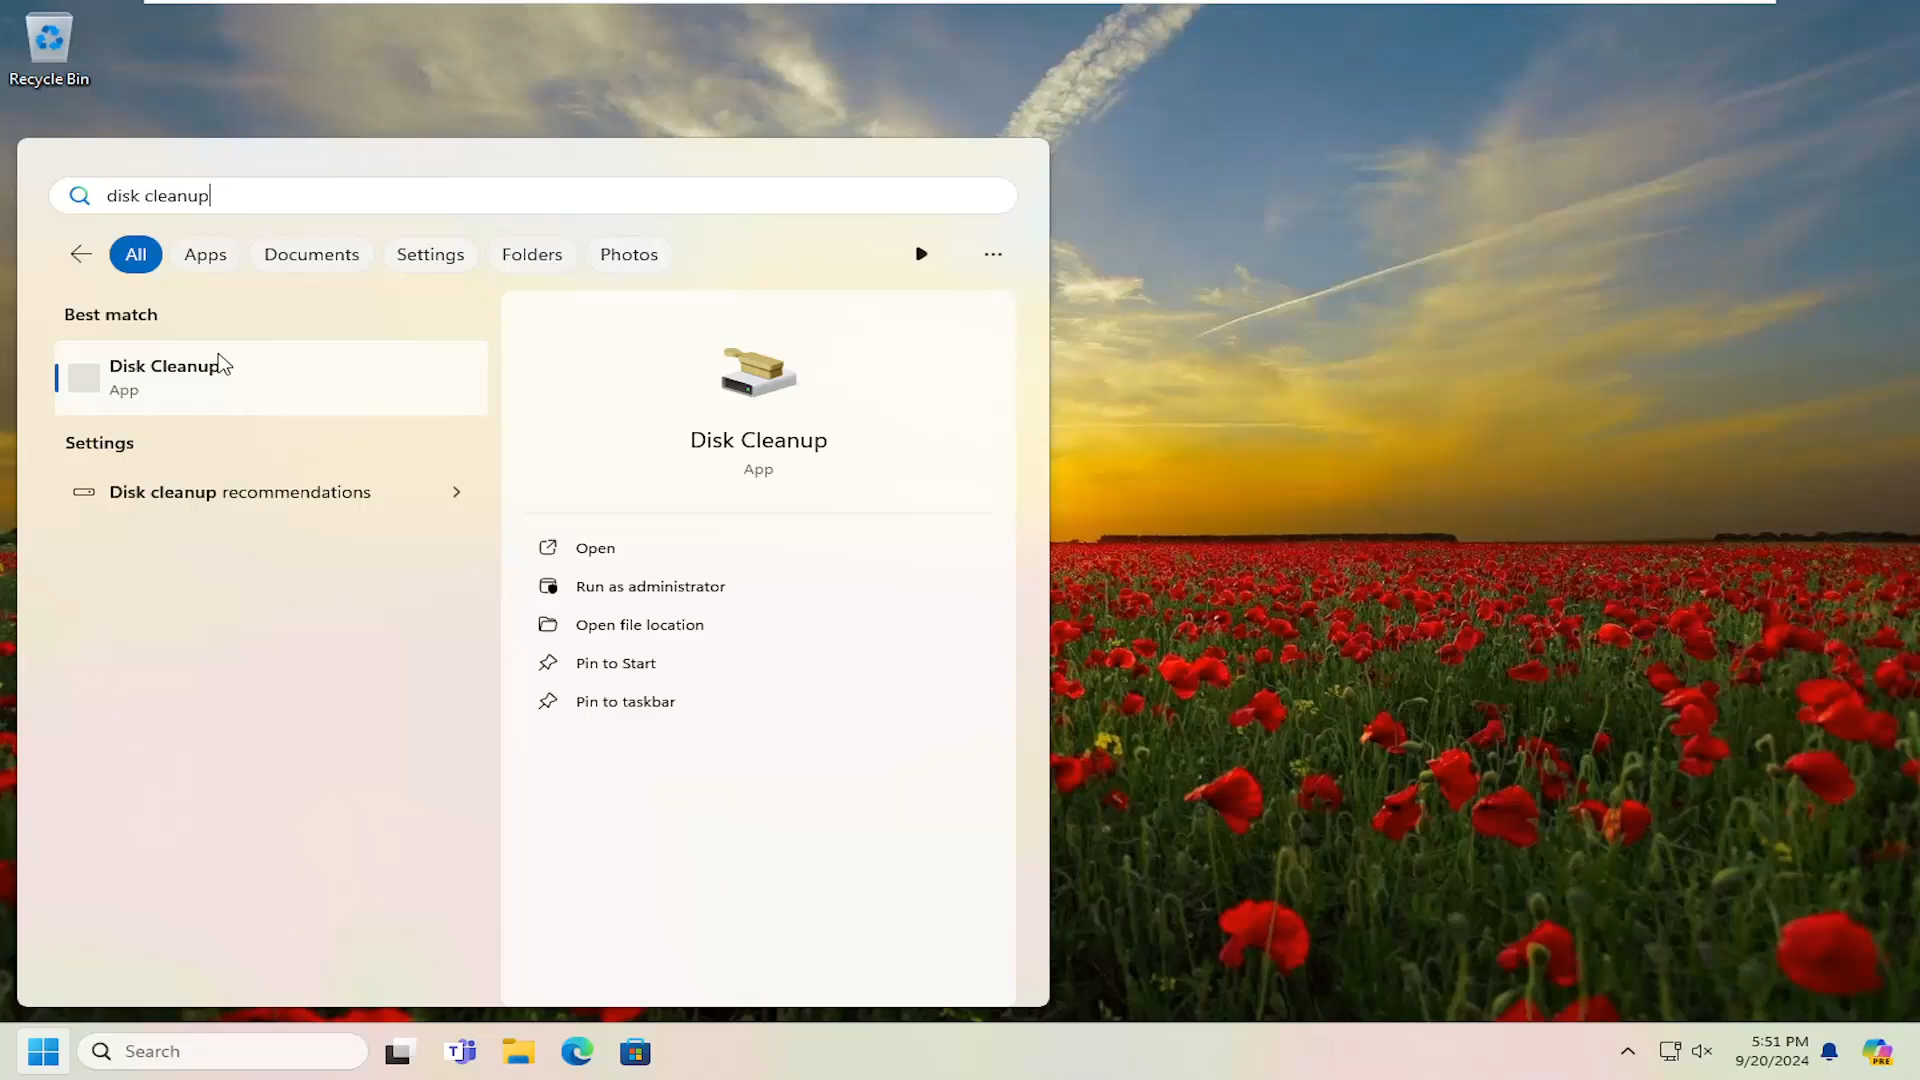 Recycle Bin
disk cleanup
All
Apps
Documents
Settings
Folders
Photos
Best match
Disk Cleanup
App
Settings
Disk cleanup recommendations
Disk Cleanup
App
Open
Run as administrator
Open file location
Pin to Start
Pin to taskbar
Search
T
5:51 PM
9/20/2024
PRE